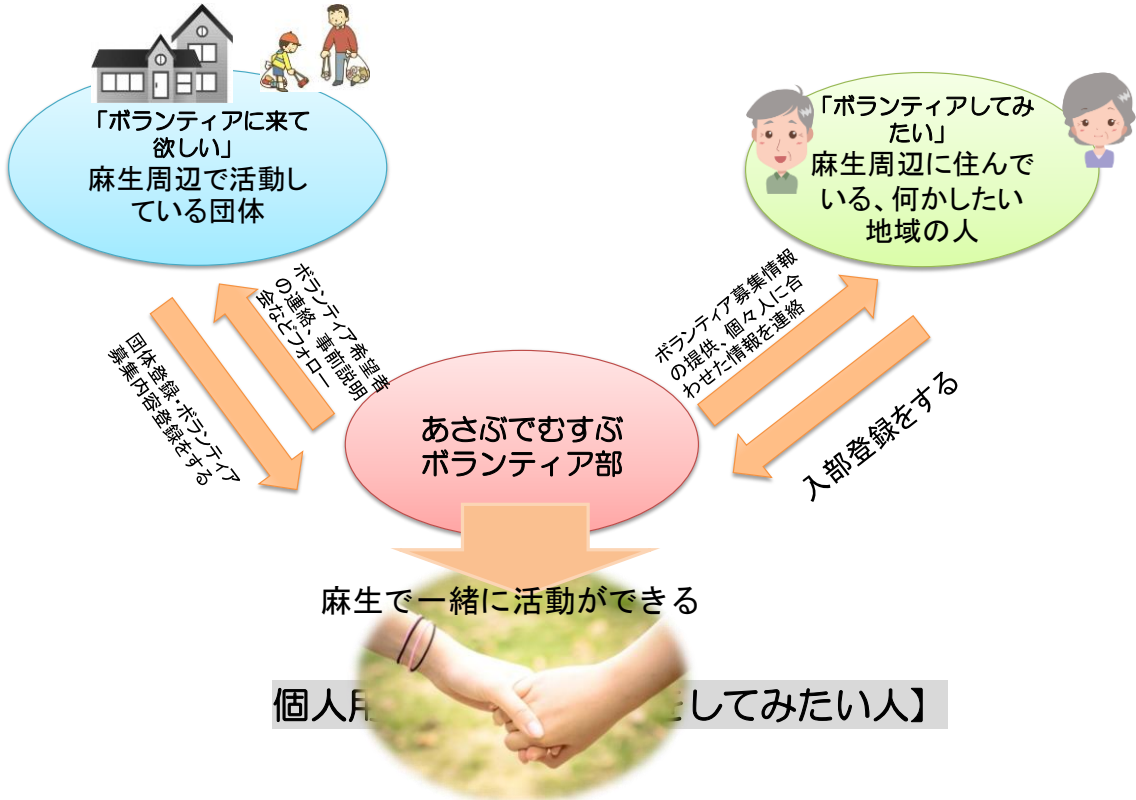 「ボランティアに来て
欲しい」
麻生周辺で活動し
ている団体
「ボランティアしてみ
たい」
麻生周辺に住んで
いる、何かしたい
地域の人
ボランティア希望者
の連絡、事前説明
会などフォロー
団体登録・ボランティア
募集内容登録をする
ボランティア募集情報
の提供、個々人に合
わせた情報を連絡
入部登録をする
あさぶでむすぶ
ボランティア部
麻生で一緒に活動ができる
個人用
してみたい人】